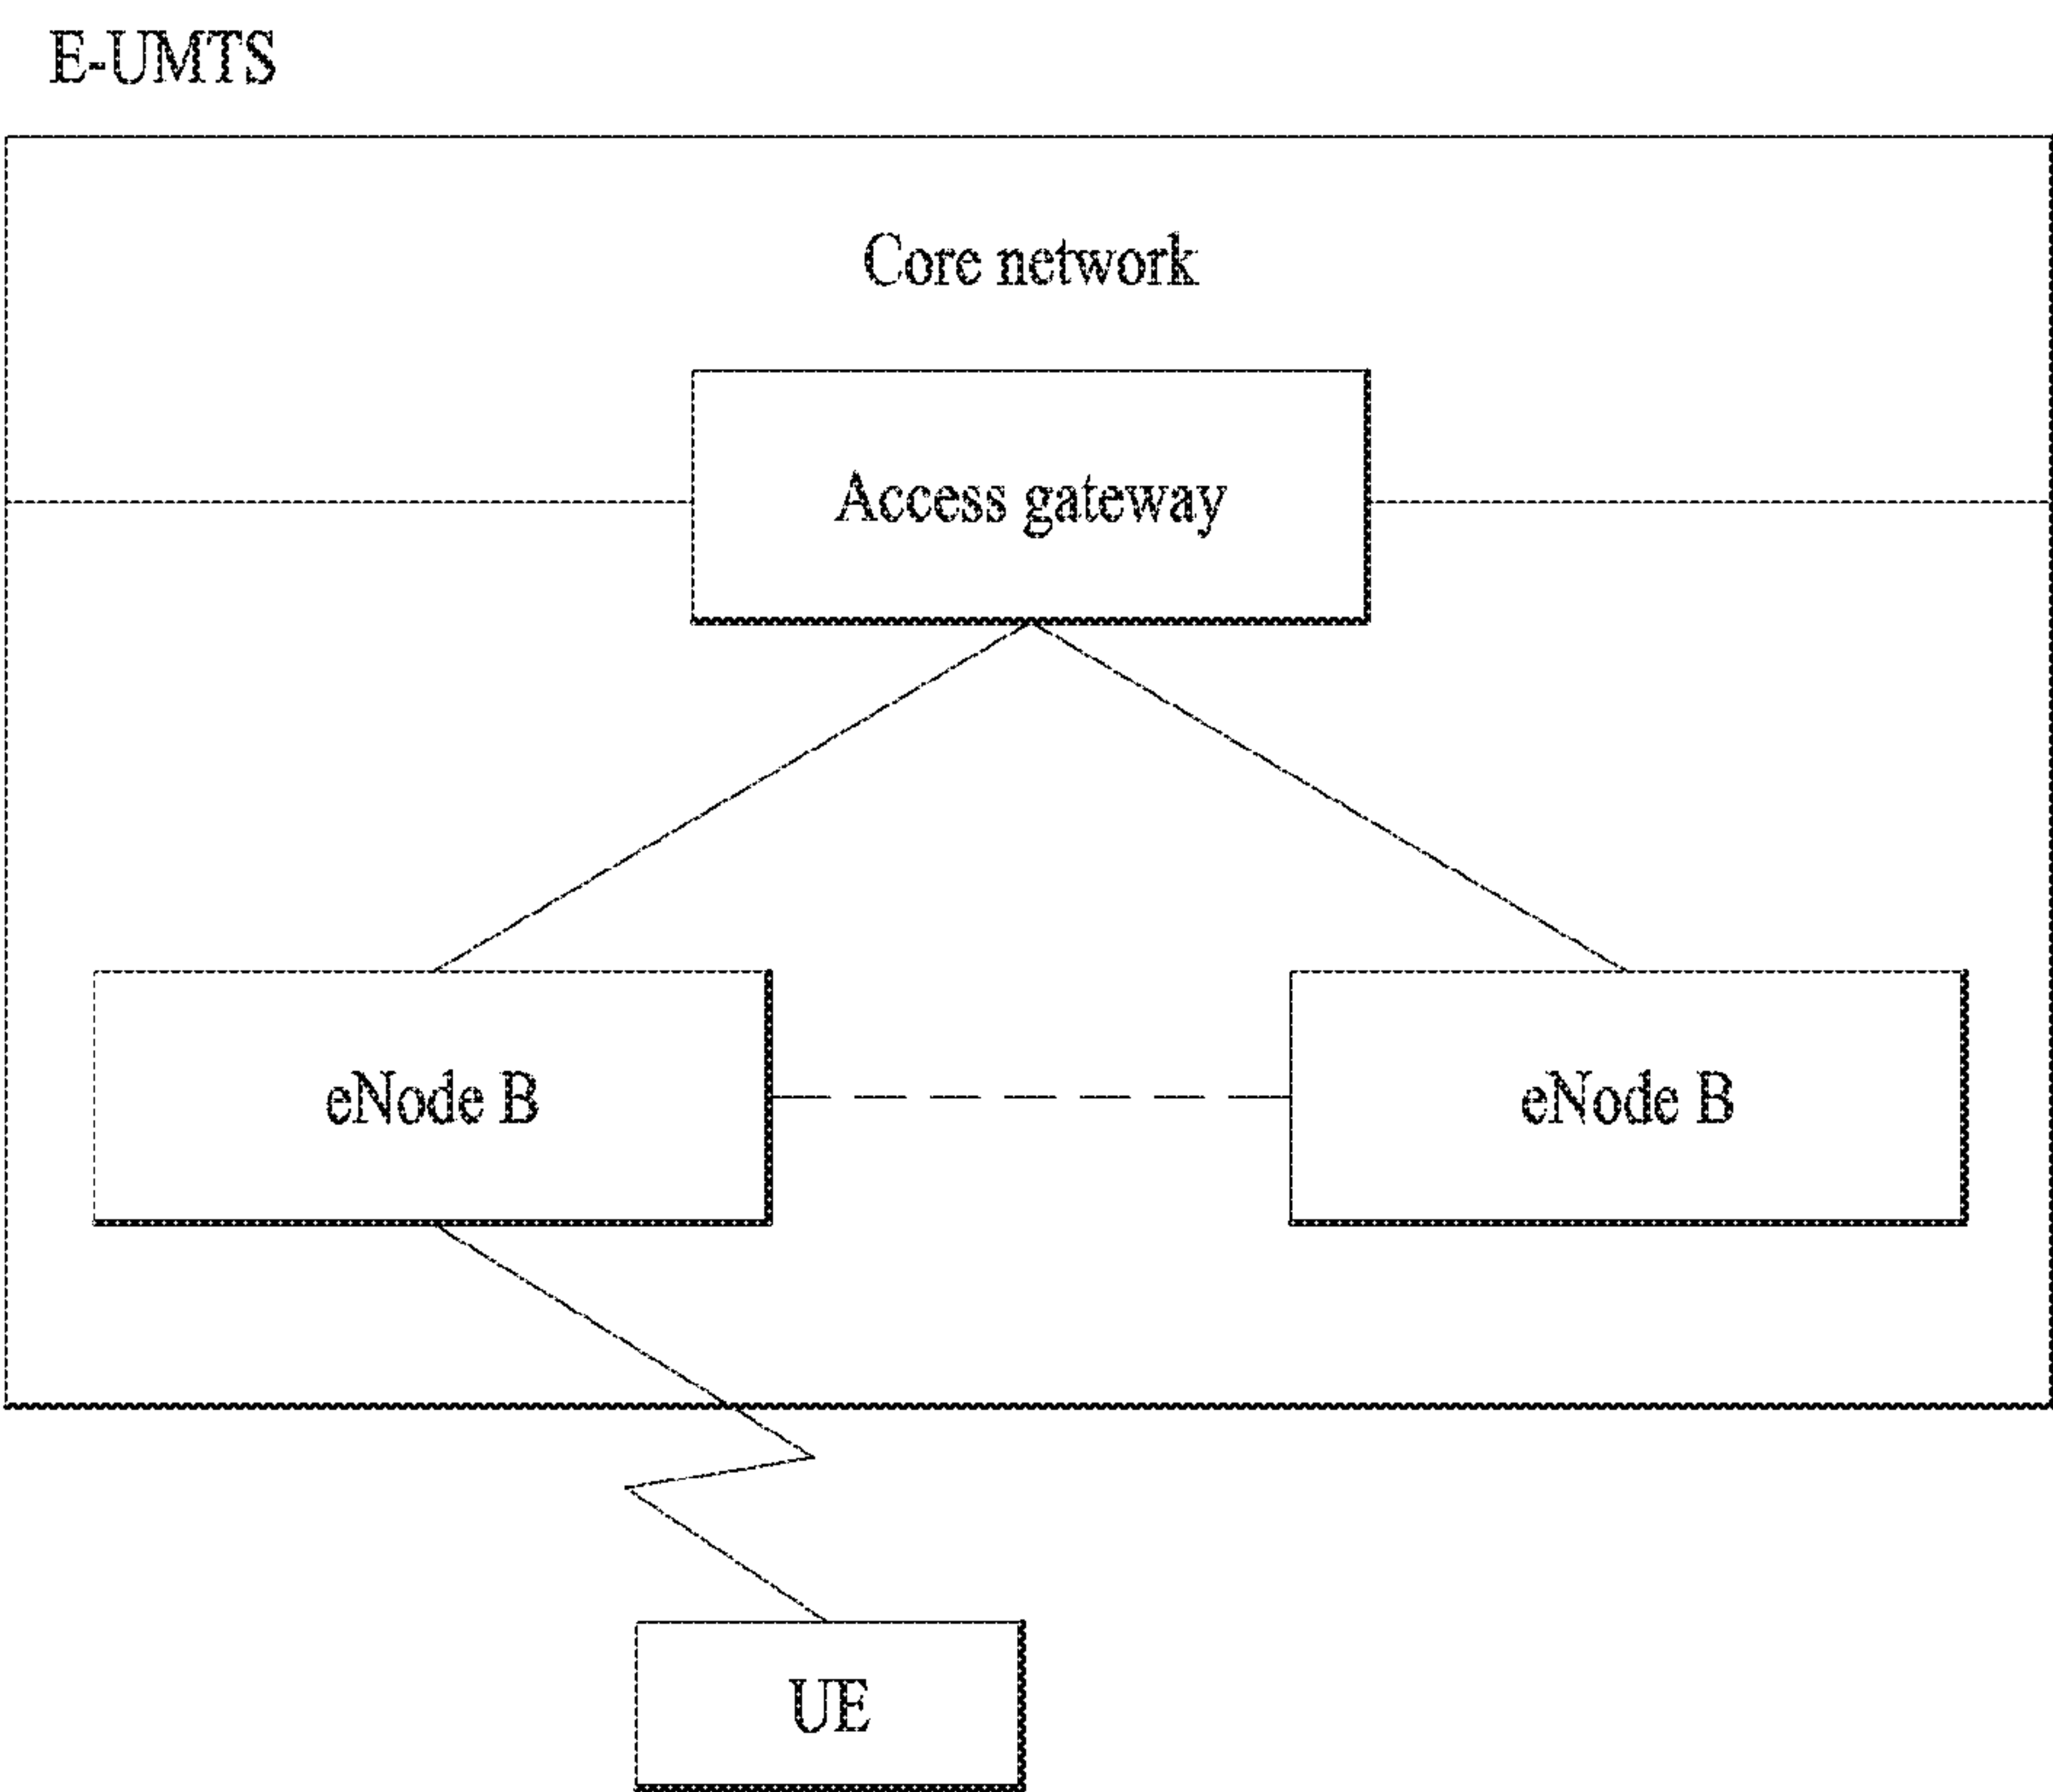 E-UMTS
Core network
Access gateway
eNode B
eNode B
UE